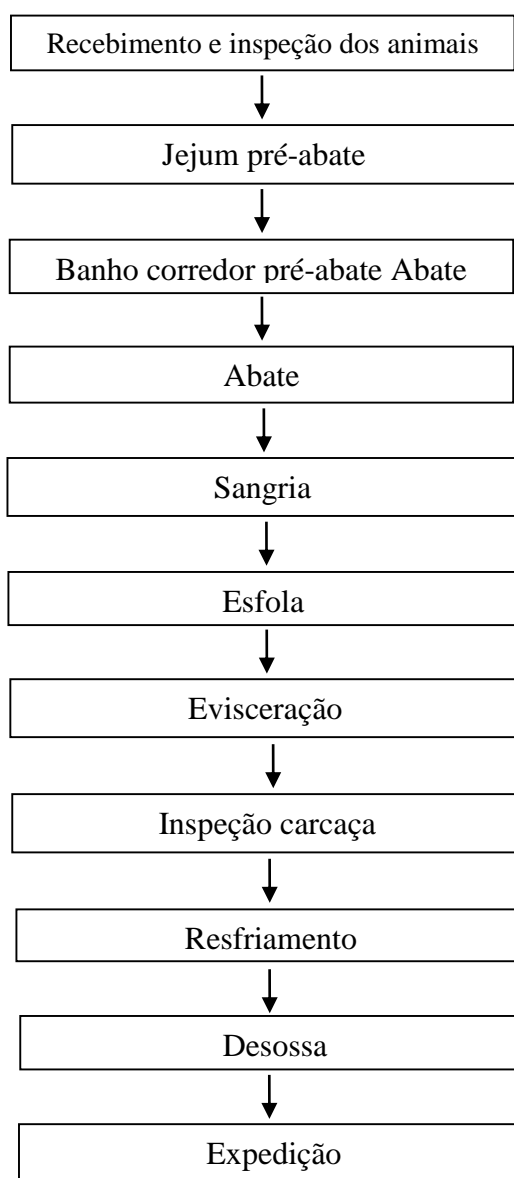 Recebimento e inspeção dos animais
Jejum pré-abate
Banho corredor pré-abate Abate
Abate
Sangria
Esfola
Evisceração
Inspeção carcaça
Resfriamento
Desossa
Expedição